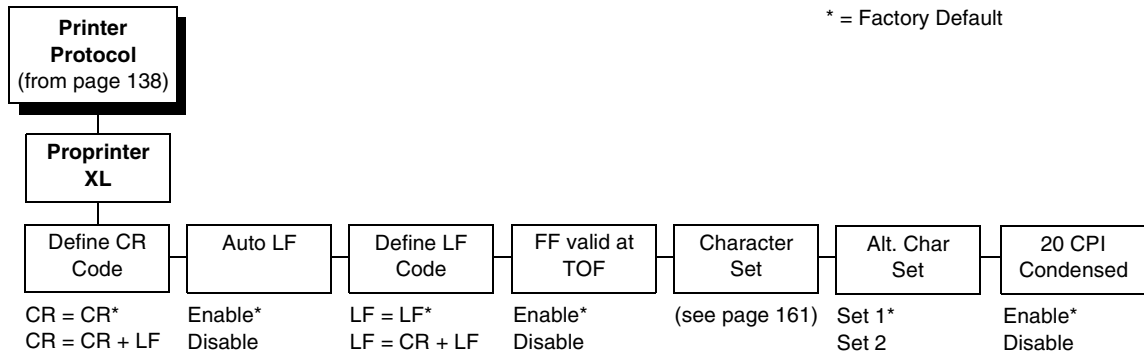 * = Factory Default
Printer
Protocol
(from page 138)
Proprinter
XL
Define CR
Code
CR = CR*
CR = CR + LF
Auto LF
Enable*
Disable
Define LF
Code
LF = LF*
LF = CR + LF
FF valid at
TOF
Enable*
Disable
Character
Set
(see page 161)
Alt. Char
Set
Set 1*
Set 2
20 CPI
Condensed
Enable*
Disable